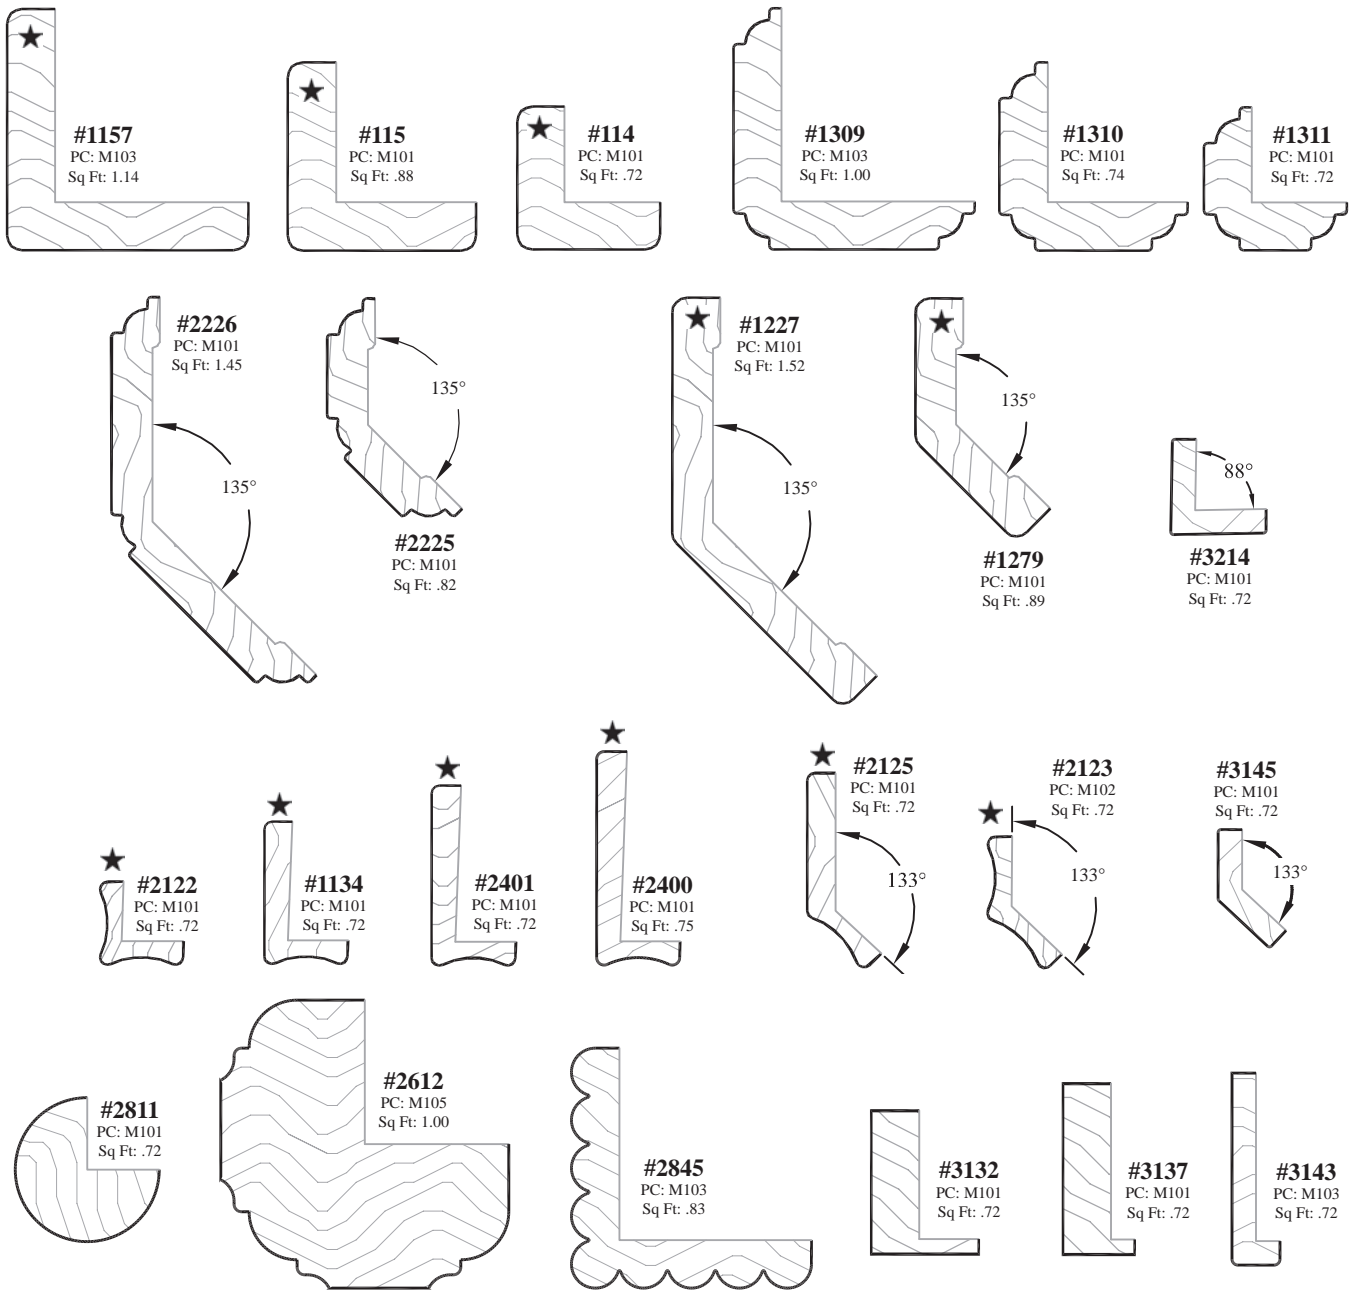 #1157
PC: M103
Sq Ft: 1.14
#115
PC: M101
Sq Ft: .88
#114
PC: M101
Sq Ft: .72
#1309
PC: M103
Sq Ft: 1.00
#1310
PC: M101
Sq Ft: .74
#1311
PC: M101
Sq Ft: .72
#2226
PC: M101
Sq Ft: 1.45
135°
135°
#2225
PC: M101
Sq Ft: .82
#1227
PC: M101
Sq Ft: 1.52
135°
135°
#1279
PC: M101
Sq Ft: .89
88°
#3214
PC: M101
Sq Ft: .72
#2122
PC: M101
Sq Ft: .72
#1134
PC: M101
Sq Ft: .72
#2401
PC: M101
Sq Ft: .72
#2400
PC: M101
Sq Ft: .75
#2125
PC: M101
Sq Ft: .72
133°
#2123
PC: M102
Sq Ft: .72
133°
#3145
PC: M101
Sq Ft: .72
133°
#2811
PC: M101
Sq Ft: .72
#2612
PC: M105
Sq Ft: 1.00
#2845
PC: M103
Sq Ft: .83
#3132
PC: M101
Sq Ft: .72
#3137
PC: M101
Sq Ft: .72
#3143
PC: M103
Sq Ft: .72